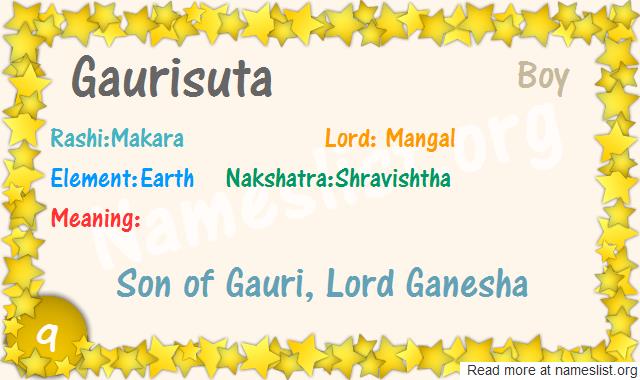 Gaurisuta
Boy
Rashi:Makara Lord: Mangal
Element:Earth Nakshatra:Shravishtha
Meaning:
Nameslist.org
Son of Gauri, Lord Ganesha
9
Read more at nameslist.org